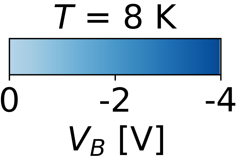 T = 8 K
0 -2 -4
V_B [V]